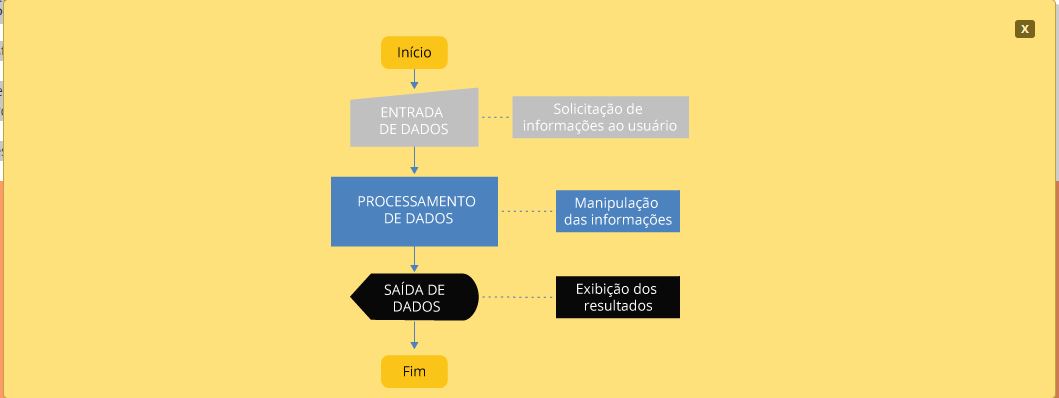 X
Início
ENTRADA
DE DADOS
Solicitação de
informações ao usuário
PROCESSAMENTO
DE DADOS
Manipulação
das informações
SAÍDA DE
DADOS
Exibição dos
resultados
Fim